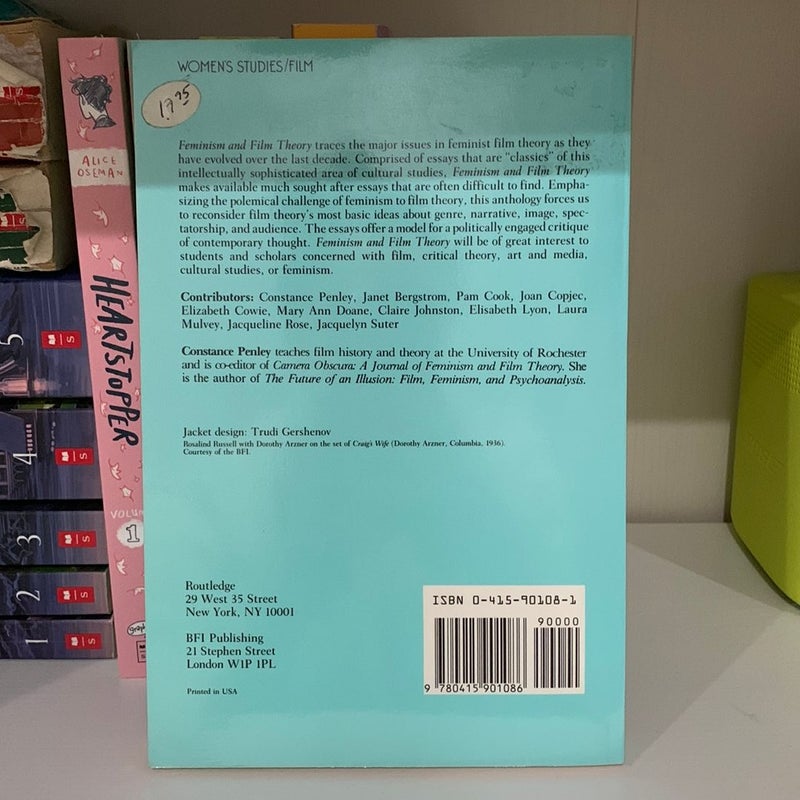 WOMEN'S STUDIES/FILM
19.95
Feminism and Film Theory traces the major issues in feminist film theory as they
have evolved over the last decade. Comprised of essays that are "classics" of this
intellectually sophisticated area of cultural studies, Feminism and Film Theory
makes available much sought after essays that are often difficult to find. Empha-
sizing the polemical challenge of feminism to film theory, this anthology forces us
to reconsider film theory's most basic ideas about genre, narrative, image, spec-
tatorship, and audience. The essays offer a model for a politically engaged critique
of contemporary thought. Feminism and Film Theory will be of great interest to
students and scholars concerned with film, critical theory, art and media,
cultural studies, or feminism.
Contributors: Constance Penley, Janet Bergstrom, Pam Cook, Joan Copjec,
Elizabeth Cowie, Mary Ann Doane, Claire Johnston, Elisabeth Lyon, Laura
Mulvey, Jacqueline Rose, Jacquelyn Suter
Constance Penley teaches film history and theory at the University of Rochester
and is co-editor of Camera Obscura: A Journal of Feminism and Film Theory. She
is the author of The Future of an Illusion: Film, Feminism, and Psychoanalysis.
Jacket design: Trudi Gershenov
Rosalind Russell with Dorothy Arzner on the set of Craig's Wife (Dorothy Arzner, Columbia, 1936).
Courtesy of the BFI.
Routledge
29 West 35 Street
New York, NY 10001
BFI Publishing
21 Stephen Street
London W1P 1PL
Printed in USA
ISBN 0-415-90108-1
90000
9 780415 901086
ALICE
OSEMAN
HEARTSTOPPER
VOLUM
1
5
4
3
2
1